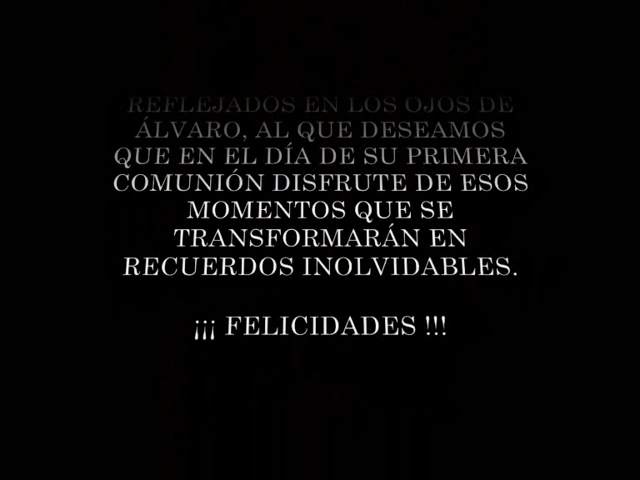 REFLEJADOS EN LOS OJOS DE
ÁLVARO, AL QUE DESEAMOS
QUE EN EL DÍA DE SU PRIMERA
COMUNIÓN DISFRUTE DE ESOS
MOMENTOS QUE SE
TRANSFORMARÁN EN
RECUERDOS INOLVIDABLES.
¡¡¡ FELICIDADES !!!